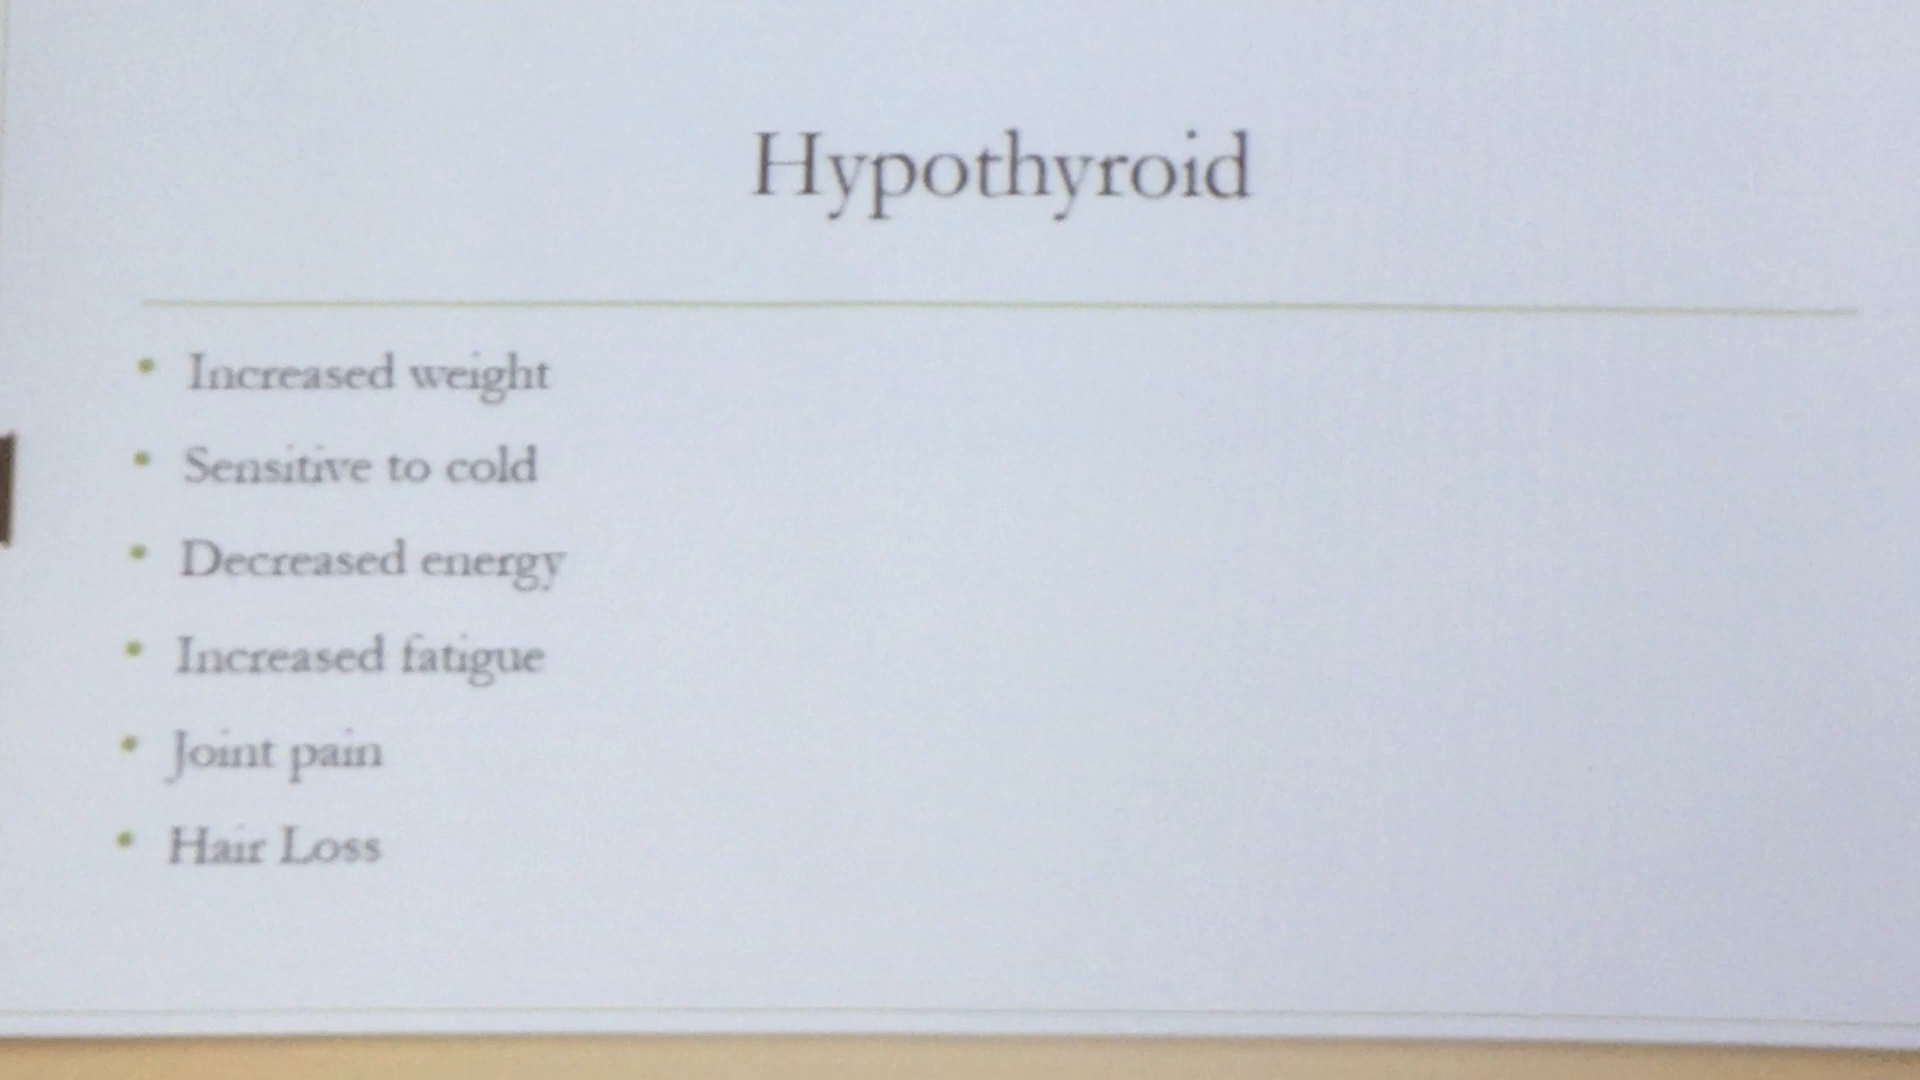 Hypothyroid
• Increased weight
• Sensitive to cold
• Decreased energy
• Increased fatigue
• Joint pain
• Hair Loss